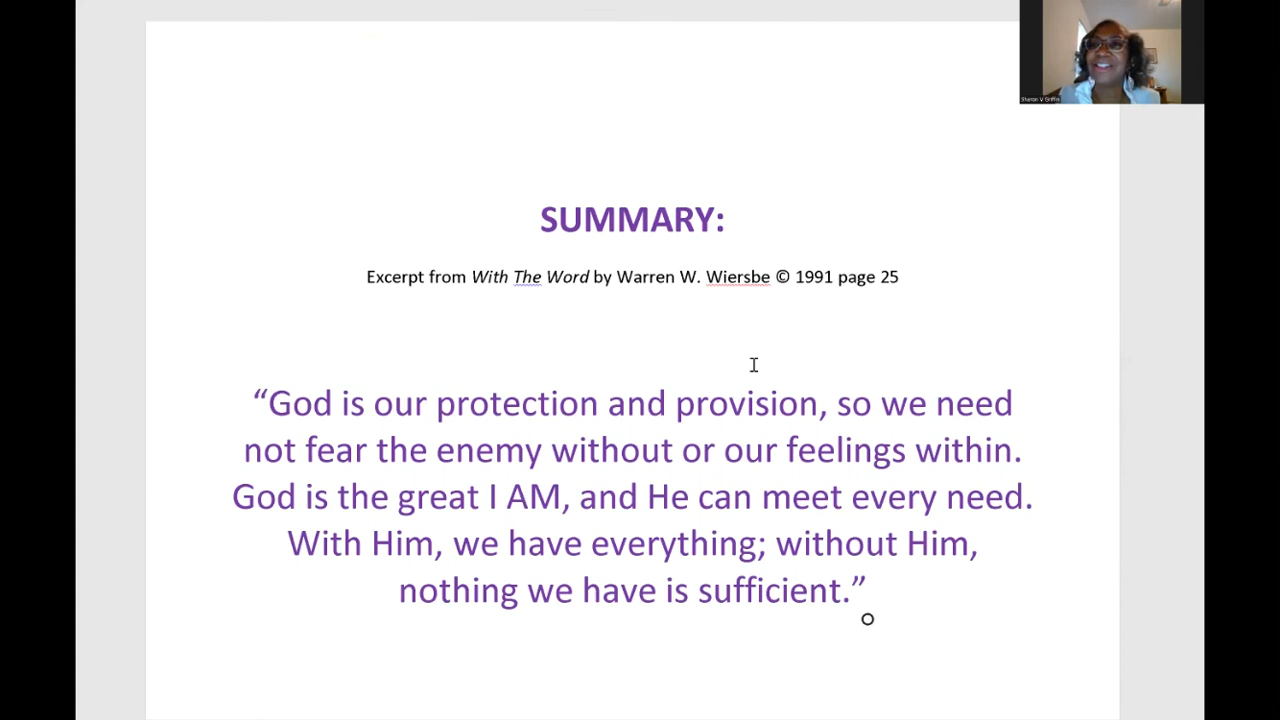 Sharon V Griffin
SUMMARY:
Excerpt from With The Word by Warren W. Wiersbe © 1991 page 25
“God is our protection and provision, so we need
not fear the enemy without or our feelings within.
God is the great I AM, and He can meet every need.
With Him, we have everything; without Him,
nothing we have is sufficient.”